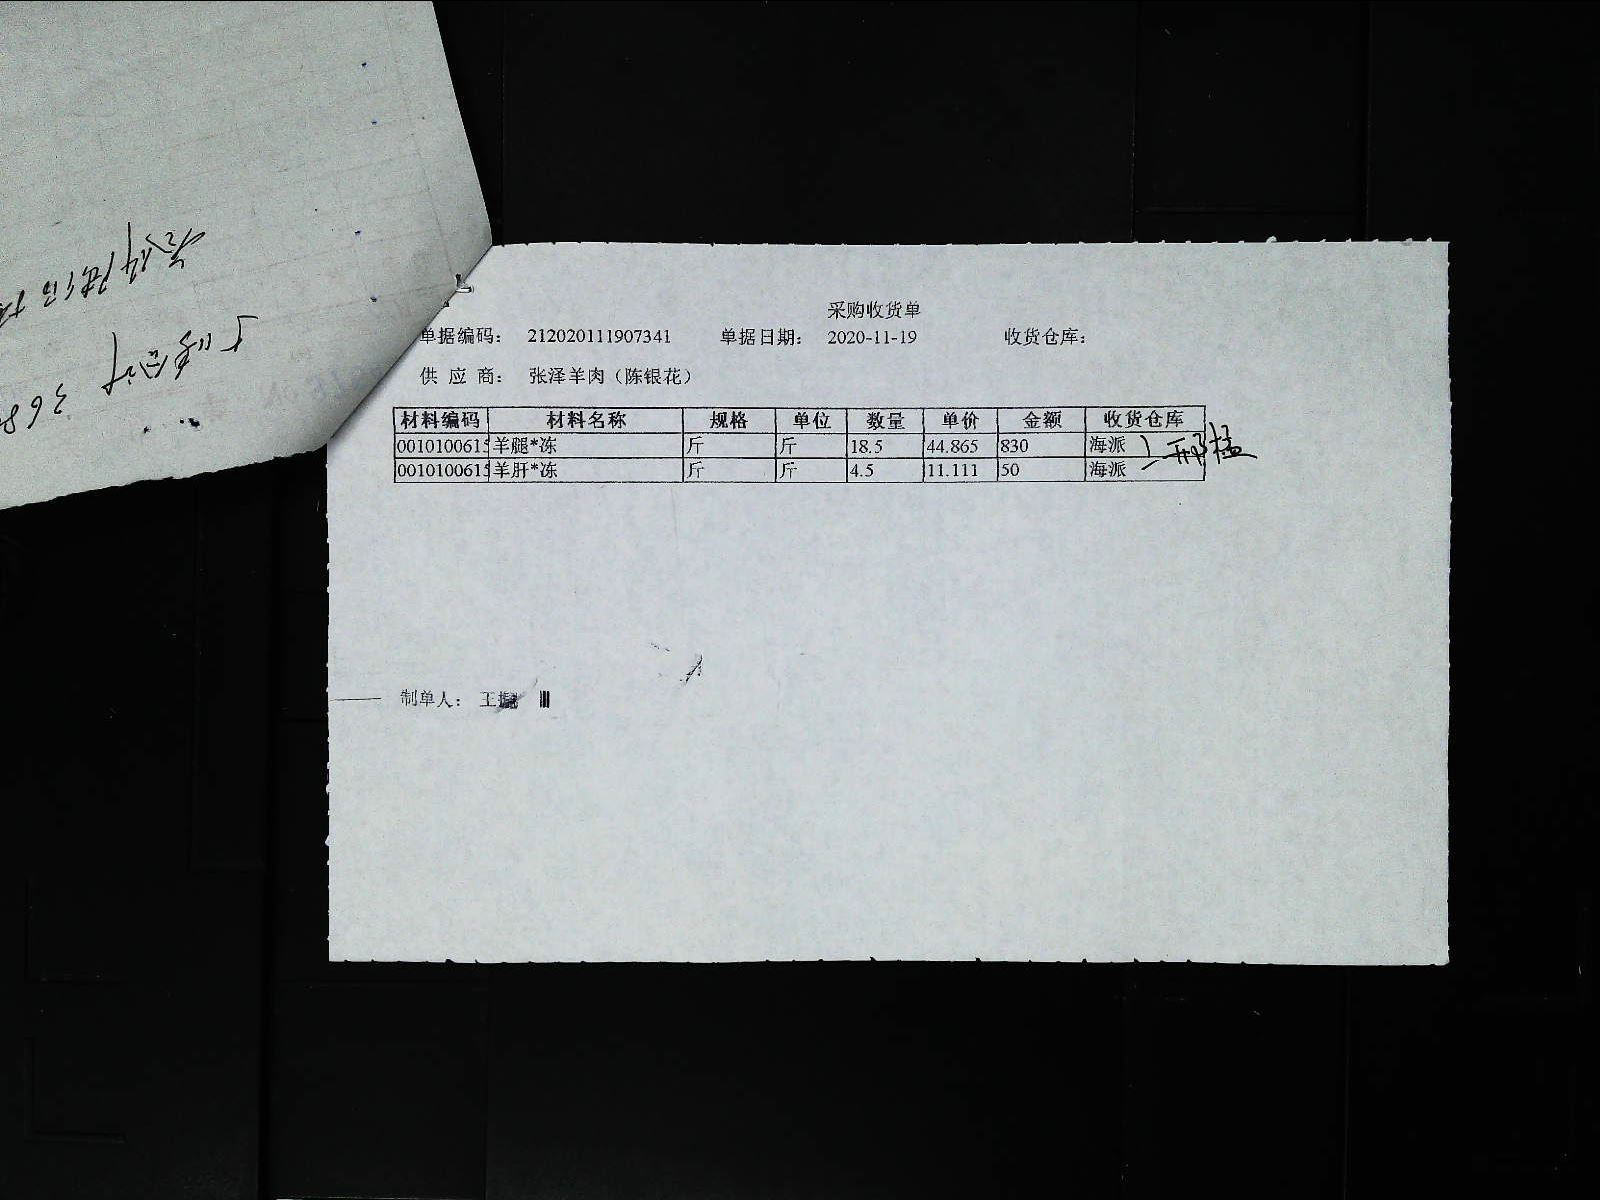 采购收货单
单据编码: 212020111907341 单据日期: 2020-11-19 收货仓库:
供 应 商: 张泽羊肉（陈银花）
材料编码 材料名称 规格 单位 数量 单价 金额 收货仓库
0010100615 羊腿*冻 斤 斤 18.5 44.865 830 海派
0010100615 羊肝*冻 斤 斤 4.5 11.111 50 海派
制单人: 王